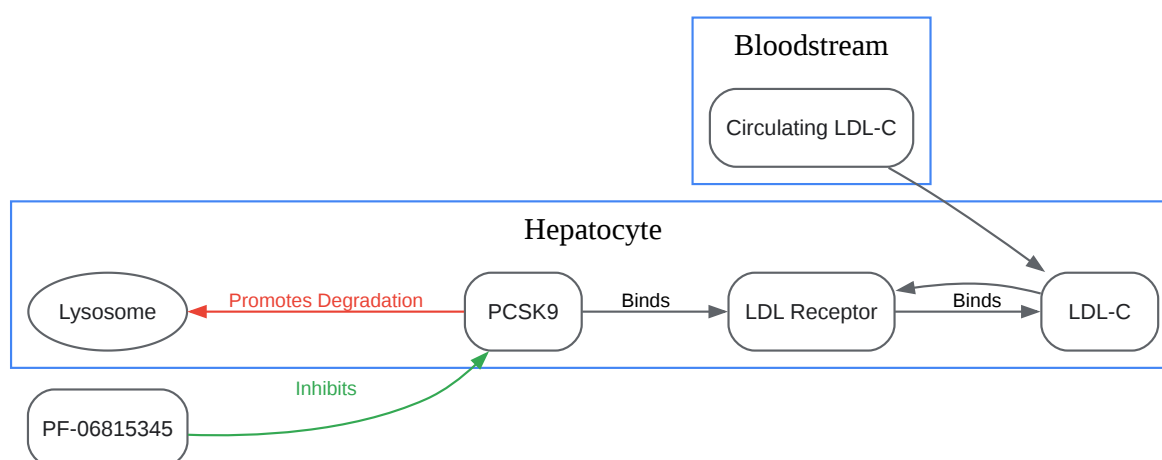 Bloodstream
Circulating LDL-C
Hepatocyte
Lysosome
Promotes Degradation
PCSK9
Binds
LDL Receptor
Binds
LDL-C
Inhibits
PF-06815345